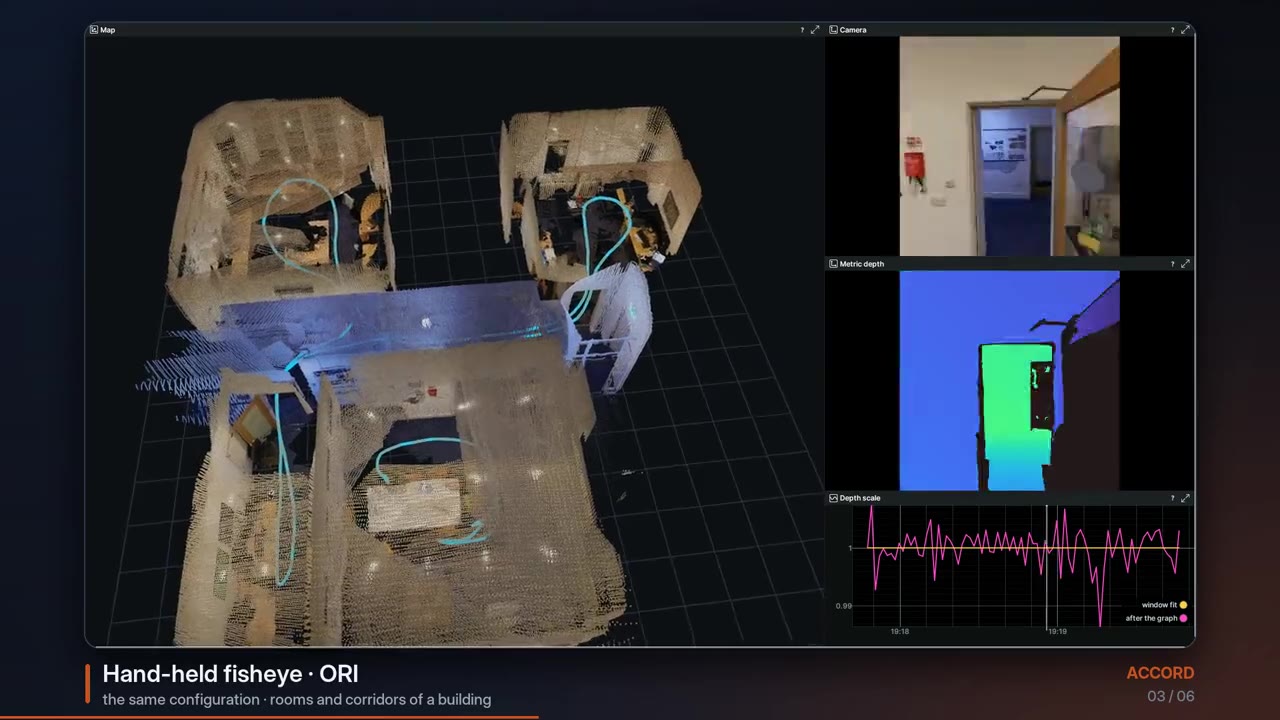 Map
?
Camera
?
Metric depth
?
Depth scale
?
1
0.99
window fit
after the graph
19:18
19:19
Hand-held fisheye · ORI
the same configuration · rooms and corridors of a building
ACCORD
03 / 06